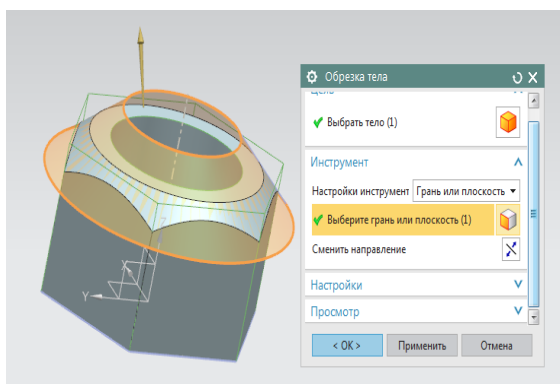 Обрезка тела
Цель
Выбрать тело (1)
Инструмент
Настройки инструмент Грань или плоскость
Выберите грань или плоскость (1)
Сменить направление
Настройки
Просмотр
< ОК > Применить Отмена
Z
X
Y